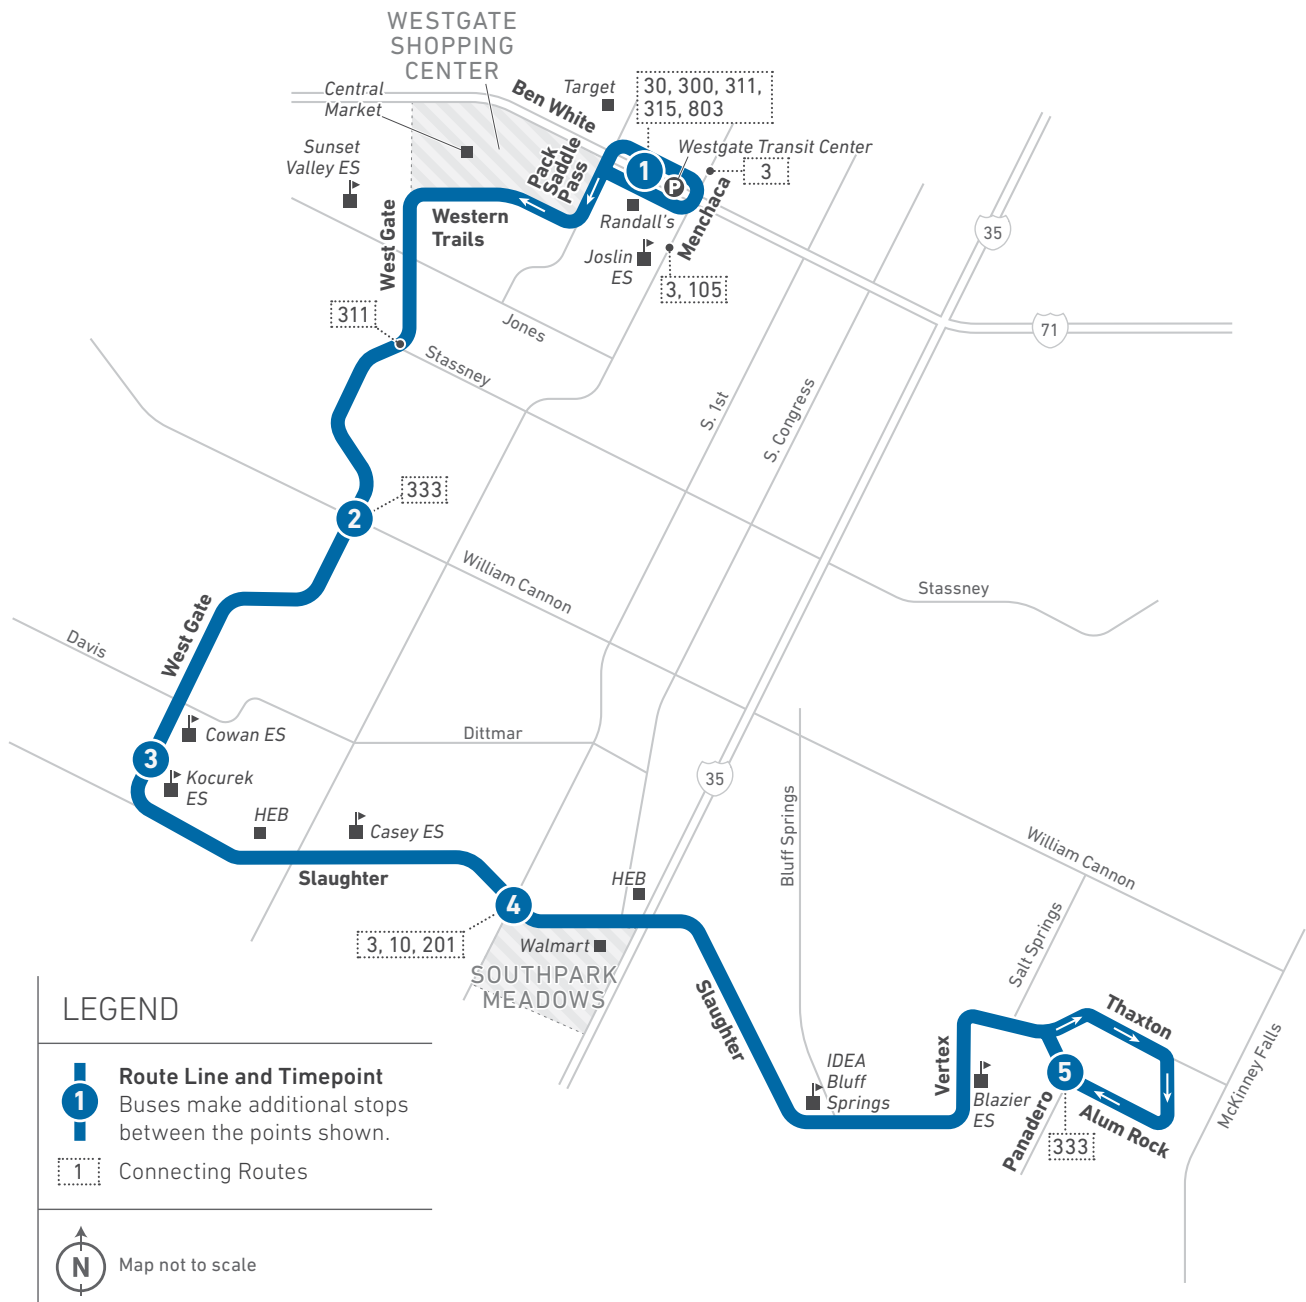 WESTGATE
SHOPPING
CENTER
Central
Market
Ben White
Target
30, 300, 311,
315, 803
Sunset
Valley ES
Pack
Saddle
Pass
1
P
Westgate Transit Center
3
Western
Trails
West Gate
Randall's
Joslin
ES
Menchaca
3, 105
35
311
Jones
71
Stassney
S. 1st
S. Congress
333
2
William Cannon
Stassney
West Gate
Davis
Cowan ES
Dittmar
3
Kocurek
ES
35
HEB
Casey ES
Bluff Springs
William Cannon
Slaughter
HEB
4
3, 10, 201
Walmart
SOUTHPARK
MEADOWS
Salt Springs
Slaughter
Thaxton
McKinney Falls
Vertex
IDEA
Bluff
Springs
5
Blazier
ES
Panadero
Alum Rock
333
LEGEND
1
Route Line and Timepoint
Buses make additional stops
between the points shown.
1
Connecting Routes
N
Map not to scale